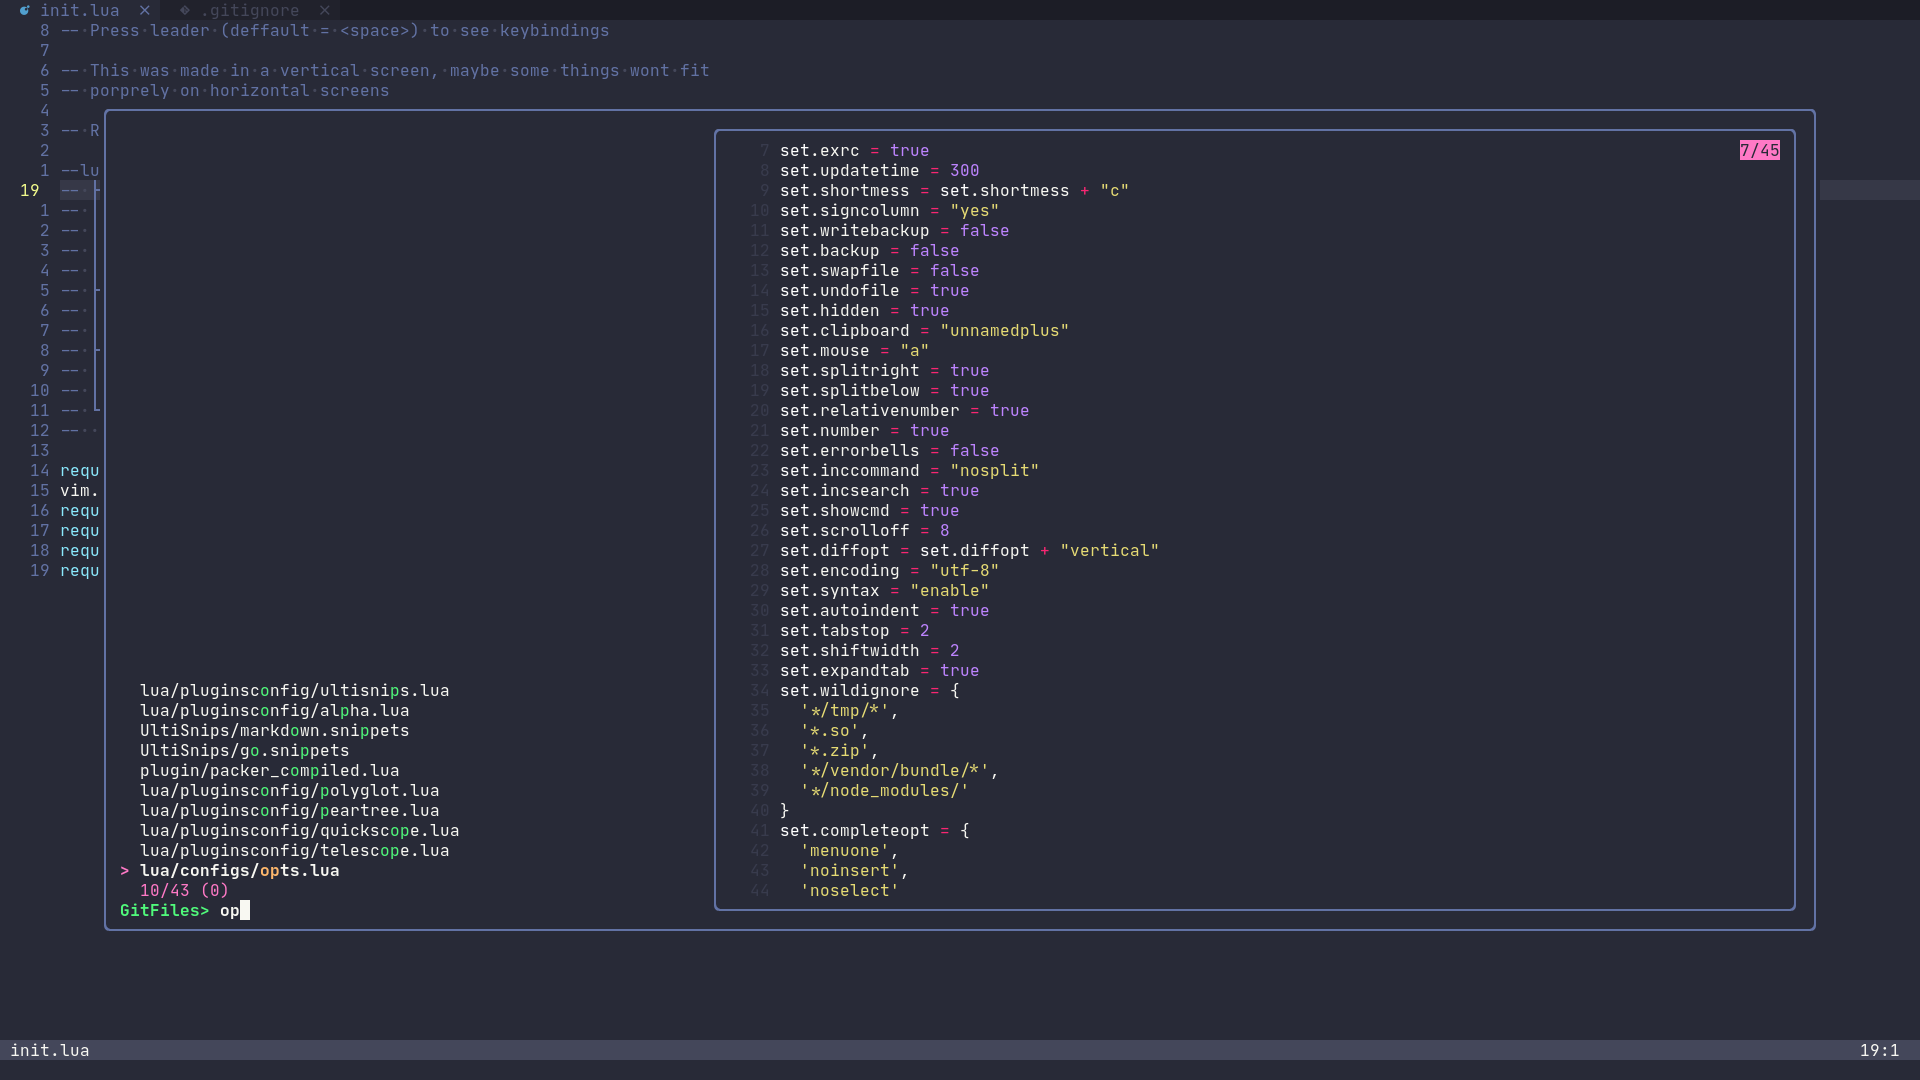 init.lua ✕ .gitignore ✕
8 -- Press leader (deffault = <space>) to see keybindings
7
6 -- This was made in a vertical screen, maybe some things wont fit
5 -- porprely on horizontal screens
4
3 -- R
2
1 --lu
19 --
1 --
2 --
3 --
4 --
5 --
6 --
7 --
8 --
9 --
10 --
11 --
12 --
13
14 requ
15 vim.
16 requ
17 requ
18 requ
19 requ
lua/pluginsconfig/ultisnips.lua
lua/pluginsconfig/alpha.lua
UltiSnips/markdown.snippets
UltiSnips/go.snippets
plugin/packer_compiled.lua
lua/pluginsconfig/polyglot.lua
lua/pluginsconfig/peartree.lua
lua/pluginsconfig/quickscope.lua
lua/pluginsconfig/telescope.lua
> lua/configs/opts.lua
10/43 (0)
GitFiles> op
7/45
7 set.exrc = true
8 set.updatetime = 300
9 set.shortmess = set.shortmess + "c"
10 set.signcolumn = "yes"
11 set.writebackup = false
12 set.backup = false
13 set.swapfile = false
14 set.undofile = true
15 set.hidden = true
16 set.clipboard = "unnamedplus"
17 set.mouse = "a"
18 set.splitright = true
19 set.splitbelow = true
20 set.relativenumber = true
21 set.number = true
22 set.errorbells = false
23 set.inccommand = "nosplit"
24 set.incsearch = true
25 set.showcmd = true
26 set.scrolloff = 8
27 set.diffopt = set.diffopt + "vertical"
28 set.encoding = "utf-8"
29 set.syntax = "enable"
30 set.autoindent = true
31 set.tabstop = 2
32 set.shiftwidth = 2
33 set.expandtab = true
34 set.wildignore = {
35 '*/tmp/*',
36 '*.so',
37 '*.zip',
38 '*/vendor/bundle/*',
39 '*/node_modules/'
40 }
41 set.completeopt = {
42 'menuone',
43 'noinsert',
44 'noselect'
init.lua 19:1